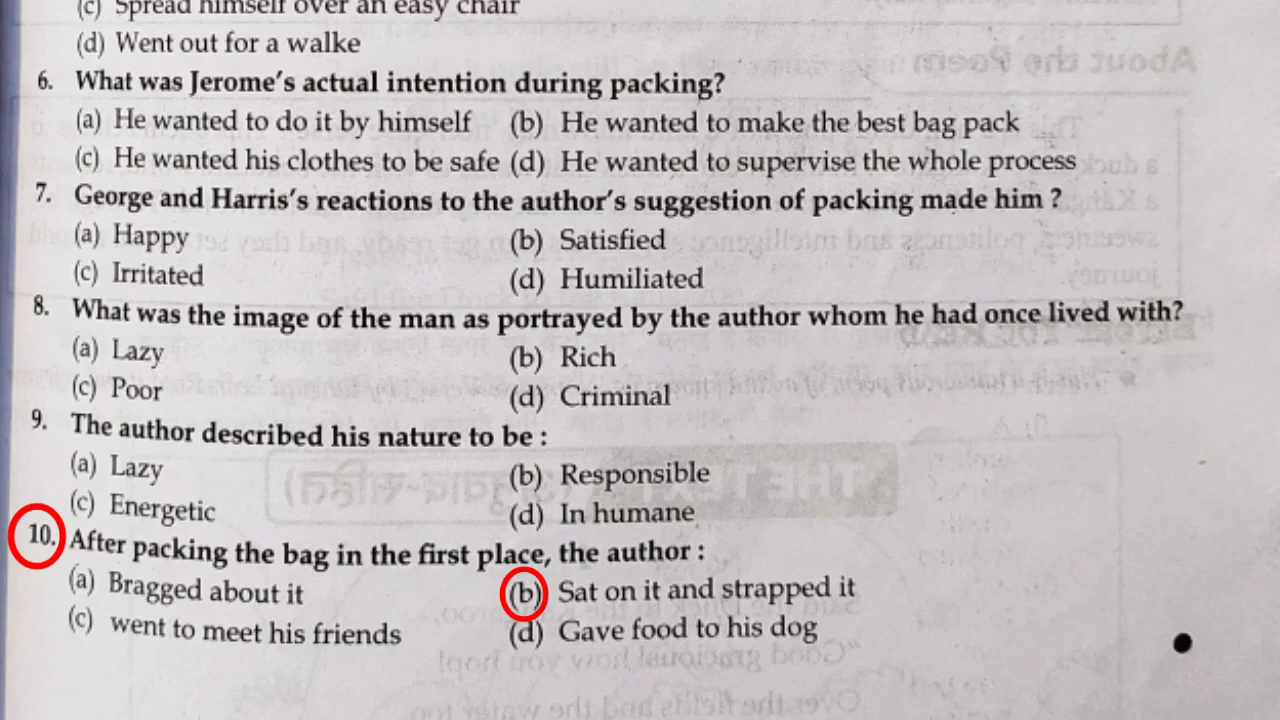 (c) Spread himself over an easy chair
(d) Went out for a walke
6. What was Jerome's actual intention during packing?
(a) He wanted to do it by himself (b) He wanted to make the best bag pack
(c) He wanted his clothes to be safe (d) He wanted to supervise the whole process
7. George and Harris's reactions to the author's suggestion of packing made him ?
(a) Happy (b) Satisfied
(c) Irritated (d) Humiliated
8. What was the image of the man as portrayed by the author whom he had once lived with?
(a) Lazy (b) Rich
(c) Poor (d) Criminal
9. The author described his nature to be :
(a) Lazy (b) Responsible
(c) Energetic (d) In humane
10. After packing the bag in the first place, the author :
(a) Bragged about it (b) Sat on it and strapped it
(c) went to meet his friends (d) Gave food to his dog